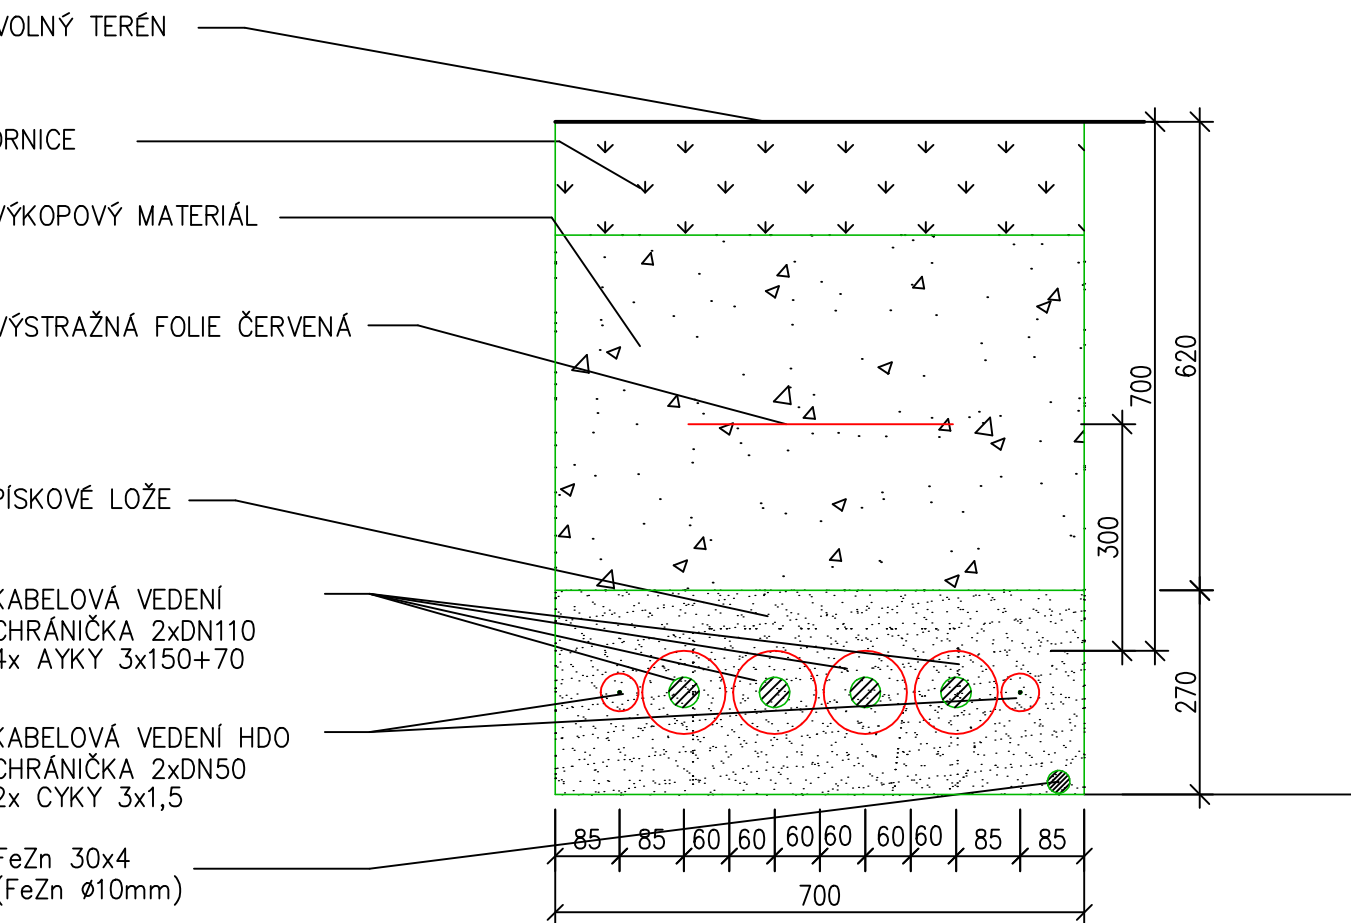 VOLNÝ TERÉN
ORNICE
VÝKOPOVÝ MATERIÁL
VÝSTRAŽNÁ FOLIE ČERVENÁ
PÍSKOVÉ LOŽE
KABELOVÁ VEDENÍ
CHRÁNIČKA 2xDN110
4x AYKY 3x150+70
KABELOVÁ VEDENÍ HDO
CHRÁNIČKA 2xDN50
2x CYKY 3x1,5
FeZn 30x4
(FeZn Ø10mm)
620
700
300
270
85 85 60 60 60 60 60 60 85 85
700